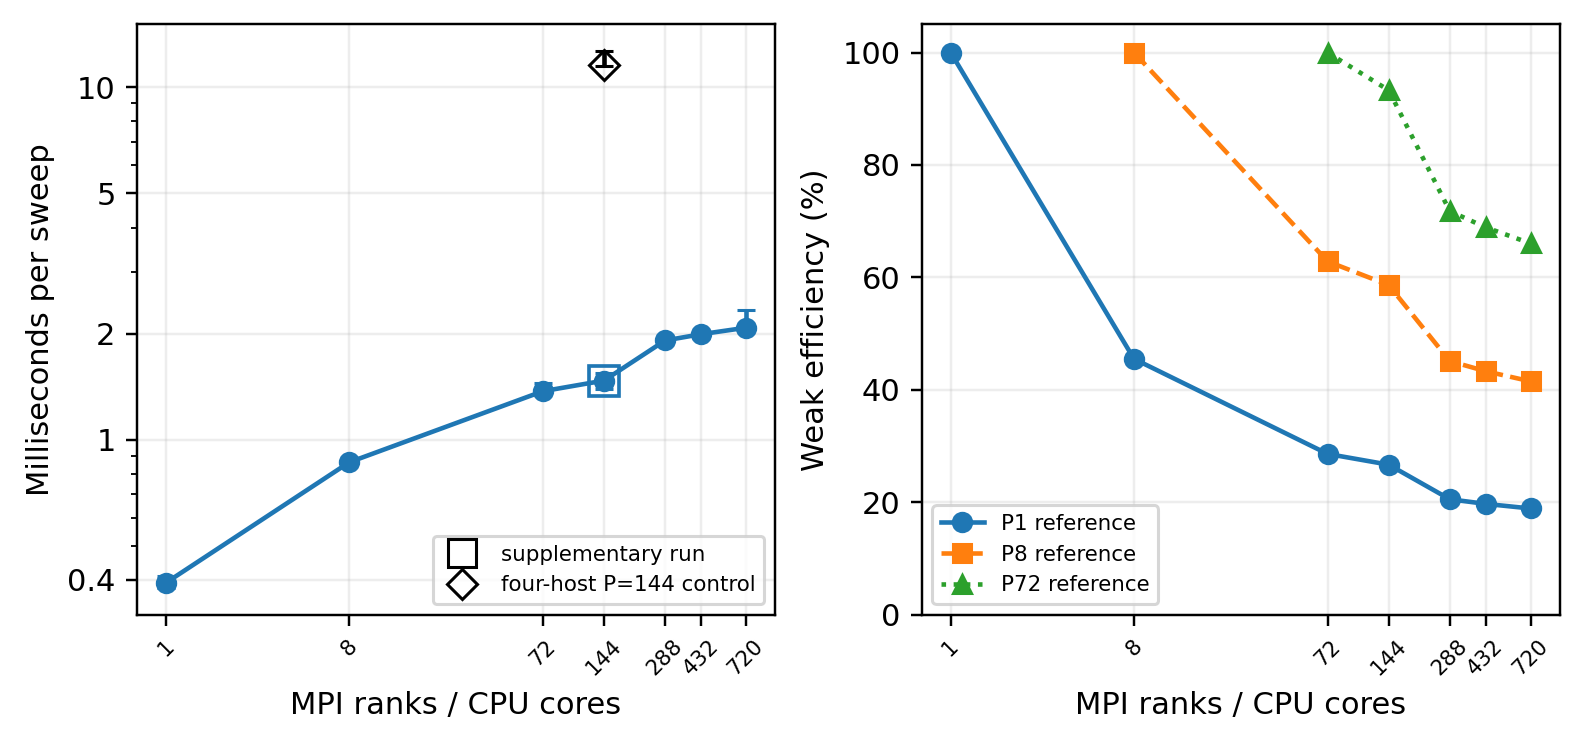 10
5
2
1
0.4
Milliseconds per sweep
supplementary run
four-host P=144 control
1
8
72
144
288
432
720
MPI ranks / CPU cores
100
80
60
40
20
0
Weak efficiency (%)
P1 reference
P8 reference
P72 reference
1
8
72
144
288
432
720
MPI ranks / CPU cores